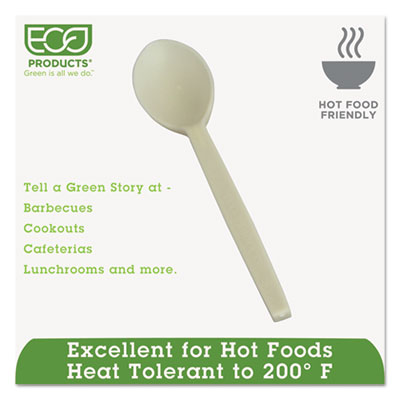 ECO
PRODUCTS®
Green is all we do.™
HOT FOOD
FRIENDLY
Tell a Green Story at -
Barbecues
Cookouts
Cafeterias
Lunchrooms and more.
Excellent for Hot Foods
Heat Tolerant to 200° F